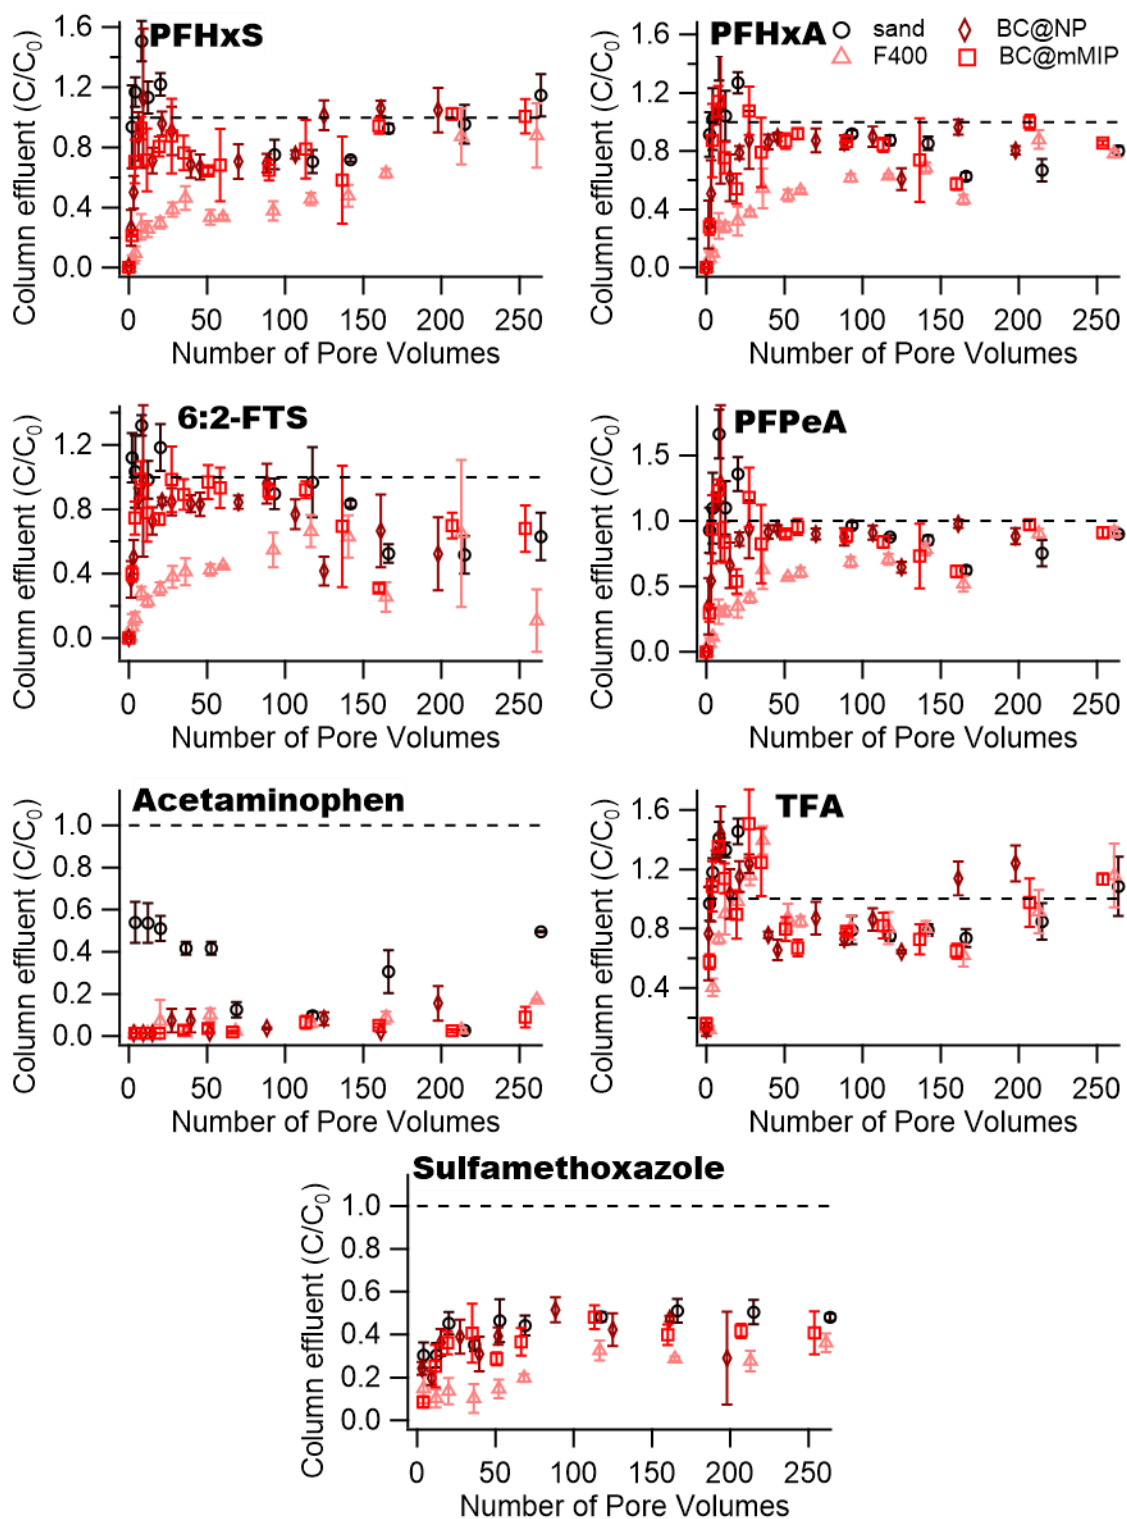 PFHxS
Column effluent (C/C0)
1.6
1.2
0.8
0.4
0.0
0 50 100 150 200 250
Number of Pore Volumes
PFHxA
sand
BC@NP
F400
BC@mMIP
Column effluent (C/C0)
1.6
1.2
0.8
0.4
0.0
0 50 100 150 200 250
Number of Pore Volumes
6:2-FTS
Column effluent (C/C0)
1.2
0.8
0.4
0.0
0 50 100 150 200 250
Number of Pore Volumes
PFPeA
Column effluent (C/C0)
1.5
1.0
0.5
0.0
0 50 100 150 200 250
Number of Pore Volumes
Acetaminophen
Column effluent (C/C0)
1.0
0.8
0.6
0.4
0.2
0.0
0 50 100 150 200 250
Number of Pore Volumes
TFA
Column effluent (C/C0)
1.6
1.2
0.8
0.4
0 50 100 150 200 250
Number of Pore Volumes
Sulfamethoxazole
Column effluent (C/C0)
1.0
0.8
0.6
0.4
0.2
0.0
0 50 100 150 200 250
Number of Pore Volumes